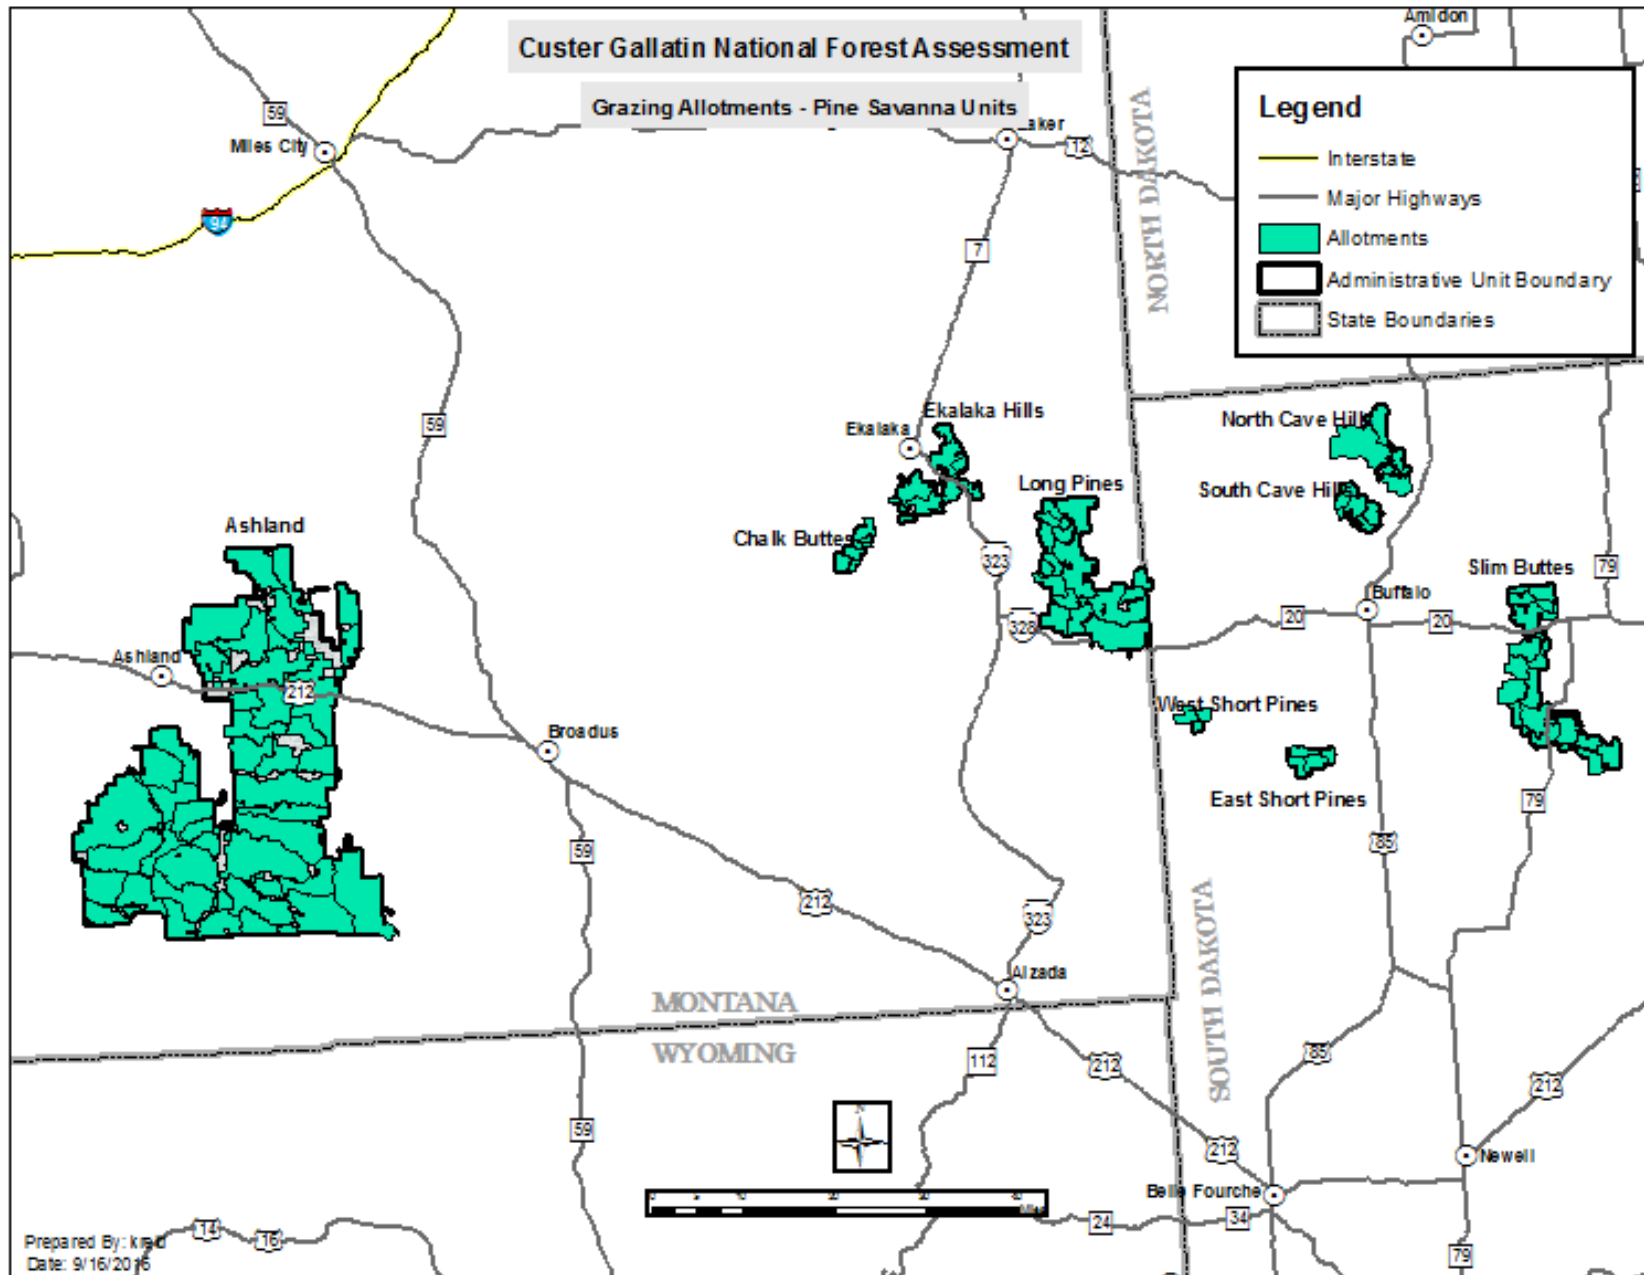 Custer Gallatin National Forest Assessment
Grazing Allotments - Pine Savanna Units
Amidon
Legend
Interstate
Major Highways
Allotments
Administrative Unit Boundary
State Boundaries
59
Miles City
94
aker
12
NORTH DAKOTA
7
59
Ekalaka Hills
Ekalaka
North Cave Hill
South Cave Hill
Long Pines
Ashland
Chalk Buttes
323
Slim Buttes
79
Buffalo
20
20
328
Ashland
212
West Short Pines
Broadus
East Short Pines
79
85
59
212
323
SOUTH DAKOTA
Alzada
MONTANA
WYOMING
112
212
85
212
59
212
Newell
Belle Fourche
24
34
14
16
79
Prepared By:
Date: 9/16/2016